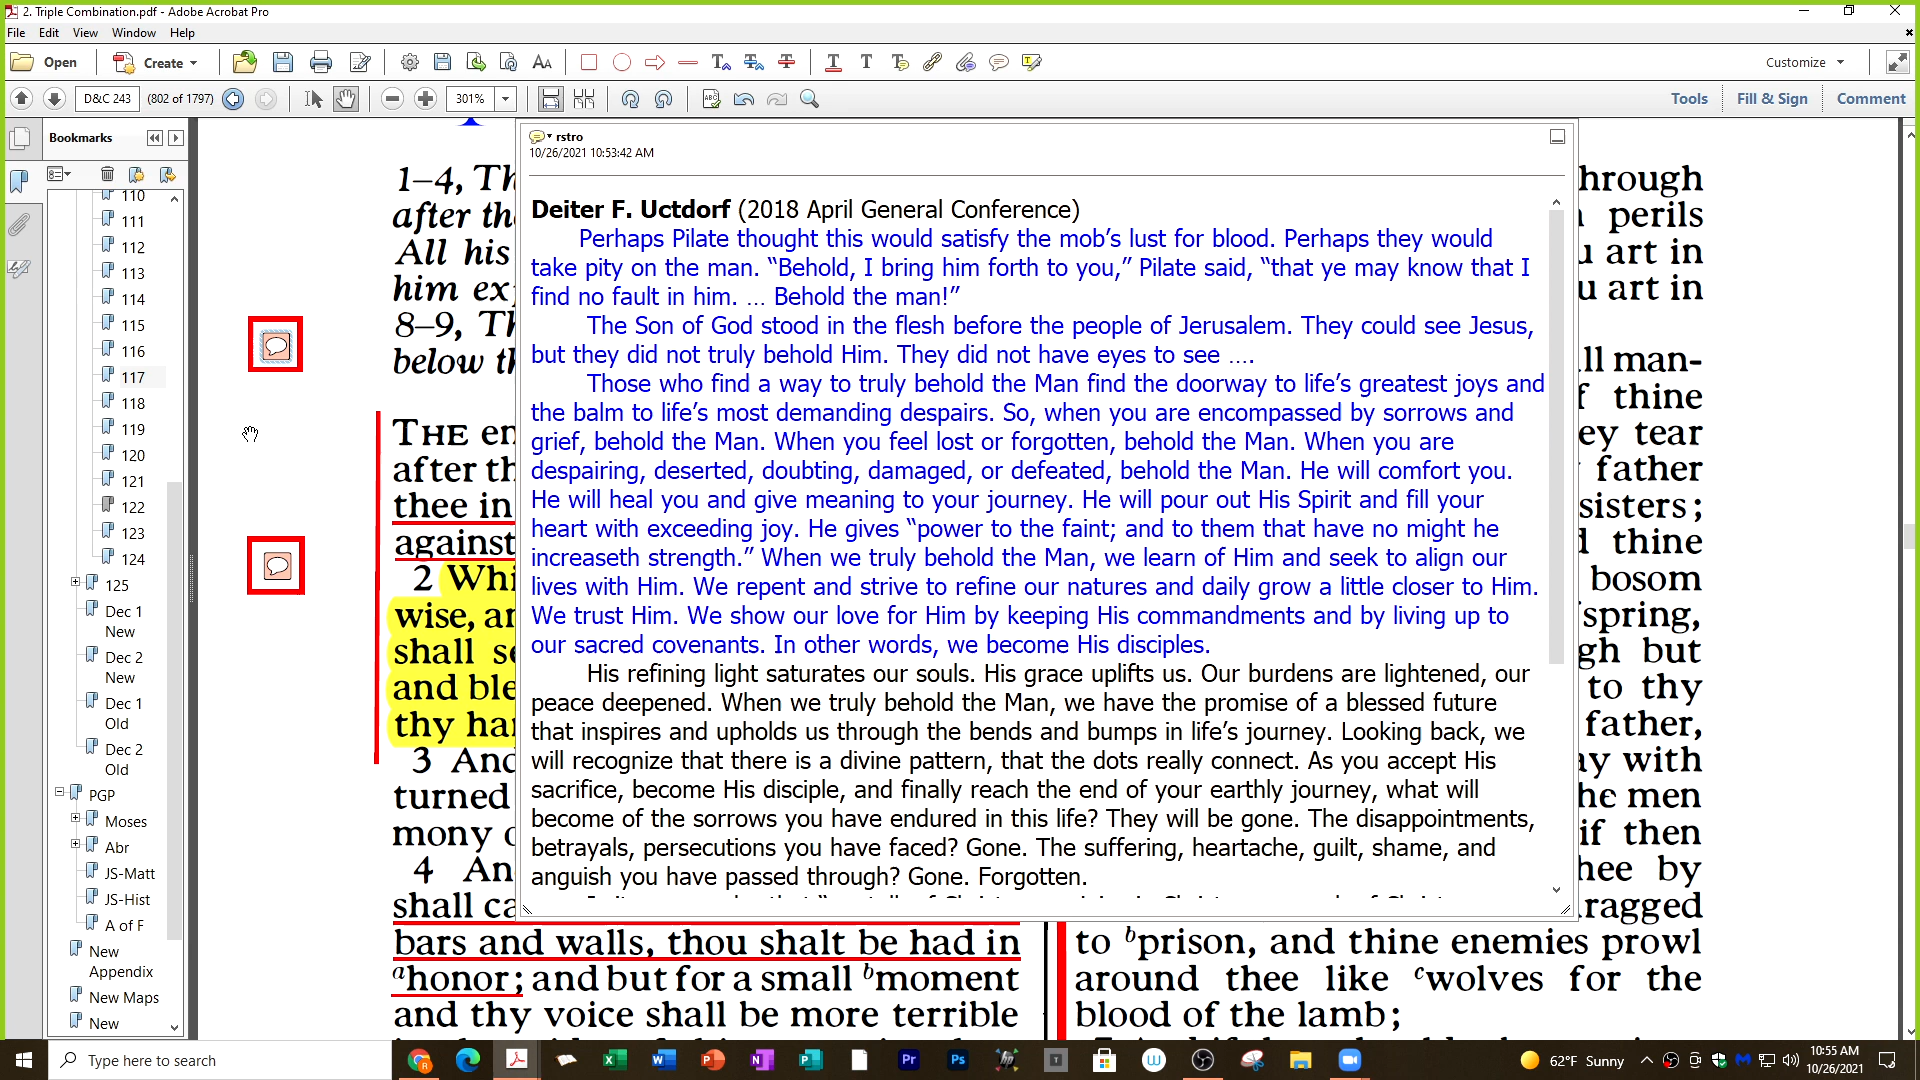 2. Triple Combination.pdf - Adobe Acrobat Pro
File Edit View Window Help
Open Create Customize
D&C 243 (802 of 1797) 301% Tools Fill & Sign Comment
Bookmarks
110
111
112
113
114
115
116
117
118
119
120
121
122
123
124
125
Dec 1
New
Dec 2
New
Dec 1
Old
Dec 2
Old
PGP
Moses
Abr
JS-Matt
JS-Hist
A of F
New
Appendix
New Maps
New
1–4, Th
after the
All his
him ex
8–9, Th
below th
THE en
after th
thee in
against
2 Whi
wise, an
shall se
and ble
thy han
3 And
turned
mony o
4 An
shall ca
bars and walls, thou shalt be had in
ahonor; and but for a small bmoment
and thy voice shall be more terrible
rstro
10/26/2021 10:53:42 AM
Deiter F. Uctdorf (2018 April General Conference)
Perhaps Pilate thought this would satisfy the mob’s lust for blood. Perhaps they would
take pity on the man. “Behold, I bring him forth to you,” Pilate said, “that ye may know that I
find no fault in him. … Behold the man!”
The Son of God stood in the flesh before the people of Jerusalem. They could see Jesus,
but they did not truly behold Him. They did not have eyes to see ….
Those who find a way to truly behold the Man find the doorway to life’s greatest joys and
the balm to life’s most demanding despairs. So, when you are encompassed by sorrows and
grief, behold the Man. When you feel lost or forgotten, behold the Man. When you are
despairing, deserted, doubting, damaged, or defeated, behold the Man. He will comfort you.
He will heal you and give meaning to your journey. He will pour out His Spirit and fill your
heart with exceeding joy. He gives “power to the faint; and to them that have no might he
increaseth strength.” When we truly behold the Man, we learn of Him and seek to align our
lives with Him. We repent and strive to refine our natures and daily grow a little closer to Him.
We trust Him. We show our love for Him by keeping His commandments and by living up to
our sacred covenants. In other words, we become His disciples.
His refining light saturates our souls. His grace uplifts us. Our burdens are lightened, our
peace deepened. When we truly behold the Man, we have the promise of a blessed future
that inspires and upholds us through the bends and bumps in life’s journey. Looking back, we
will recognize that there is a divine pattern, that the dots really connect. As you accept His
sacrifice, become His disciple, and finally reach the end of your earthly journey, what will
become of the sorrows you have endured in this life? They will be gone. The disappointments,
betrayals, persecutions you have faced? Gone. The suffering, heartache, guilt, shame, and
anguish you have passed through? Gone. Forgotten.
hrough
perils
u art in
u art in
ll man-
f thine
ey tear
father
sisters;
d thine
bosom
spring,
gh but
to thy
father,
ay with
he men
if then
hee by
ragged
to bprison, and thine enemies prowl
around thee like cwolves for the
blood of the lamb;
Type here to search
62°F Sunny
10:55 AM
10/26/2021